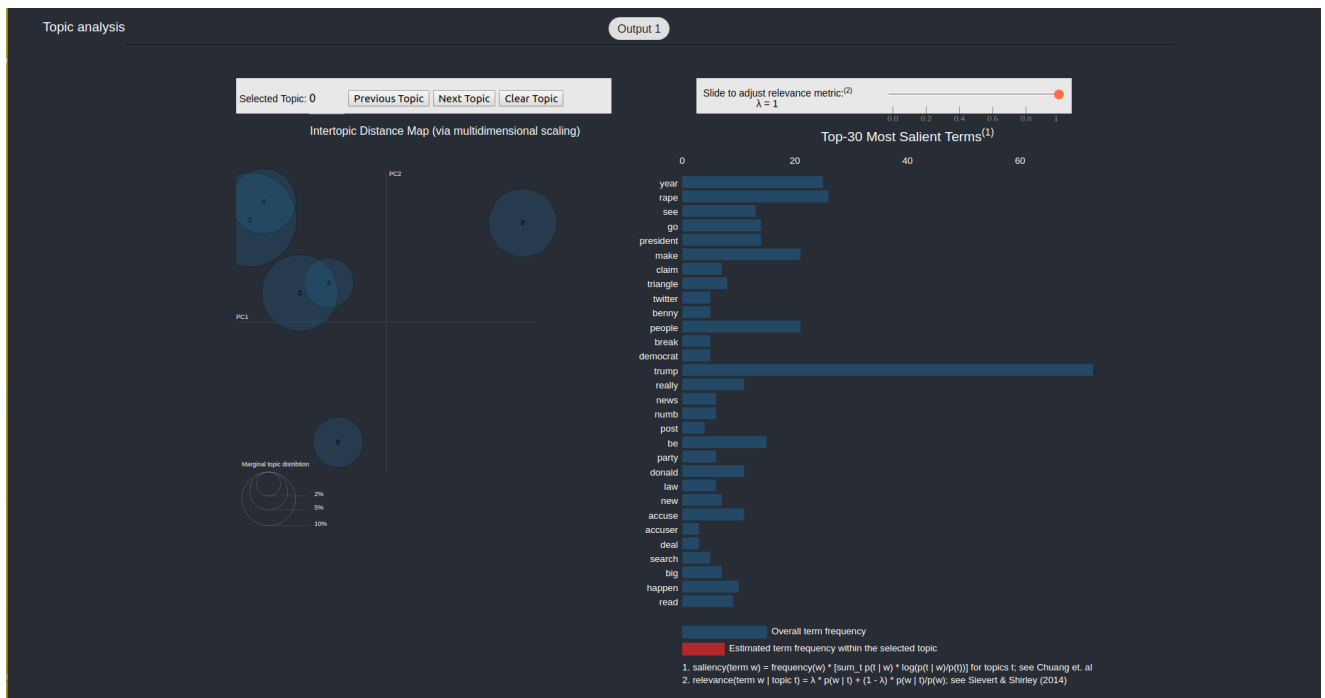 Topic analysis
Output 1
Selected Topic: 0
Previous Topic
Next Topic
Clear Topic
Slide to adjust relevance metric:(2)
λ = 1
0.0 0.2 0.4 0.6 0.8 1
Intertopic Distance Map (via multidimensional scaling)
PC2
PC1
Marginal topic distribtion
2%
5%
10%
Top-30 Most Salient Terms(1)
0 20 40 60
year
rape
see
go
president
make
claim
triangle
twitter
benny
people
break
democrat
trump
really
news
numb
post
be
party
donald
law
new
accuse
accuser
deal
search
big
happen
read
Overall term frequency
Estimated term frequency within the selected topic
1. saliency(term w) = frequency(w) * [sum_t p(t | w) * log(p(t | w)/p(t))] for topics t; see Chuang et. al
2. relevance(term w | topic t) = λ * p(w | t) + (1 - λ) * p(w | t)/p(w); see Sievert & Shirley (2014)